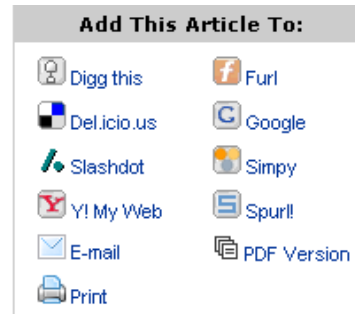 Add This Article To:
Digg this
Furl
Del.icio.us
Google
Slashdot
Simpy
Y! My Web
Spurl!
E-mail
PDF Version
Print